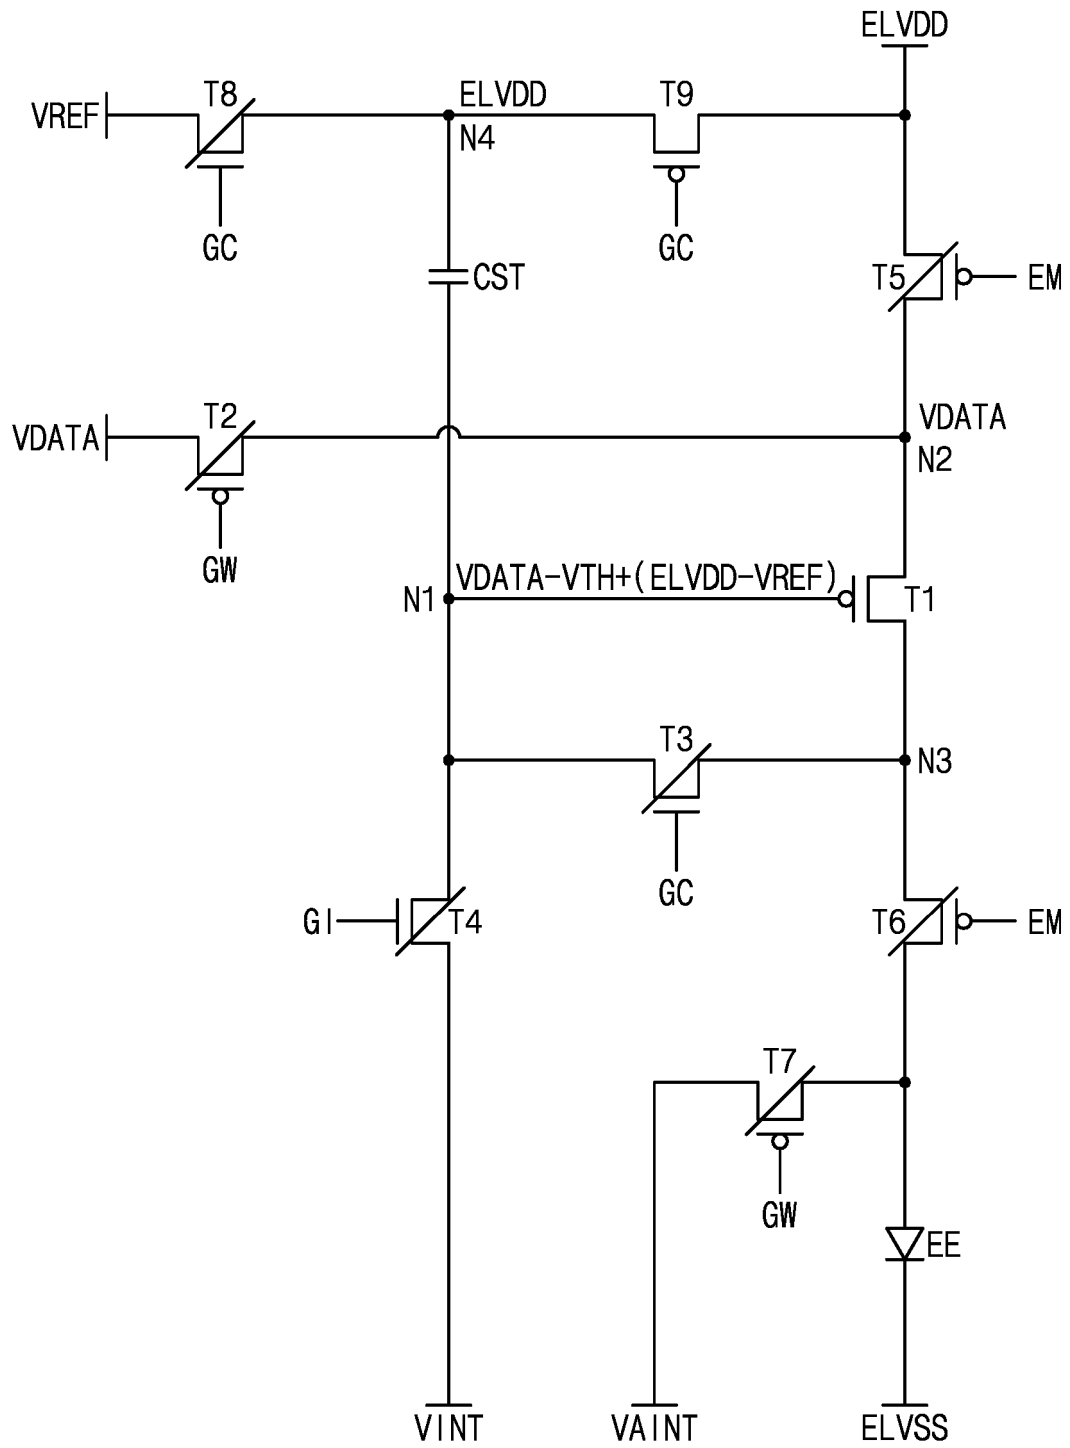 ELVDD
T8
ELVDD
T9
VREF
N4
GC
GC
CST
T5
EM
T2
VDATA
VDATA
N2
GW
VDATA-VTH+(ELVDD-VREF)
N1
T1
T3
N3
GC
GI
T4
T6
EM
T7
GW
EE
VINT
VAINT
ELVSS